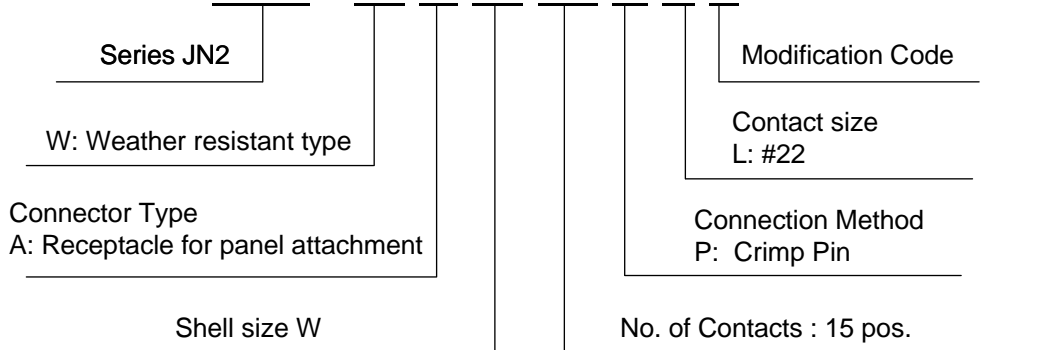 Series JN2
Modification Code
W: Weather resistant type
Contact size
L: #22
Connector Type
A: Receptacle for panel attachment
Connection Method
P: Crimp Pin
Shell size W
No. of Contacts : 15 pos.